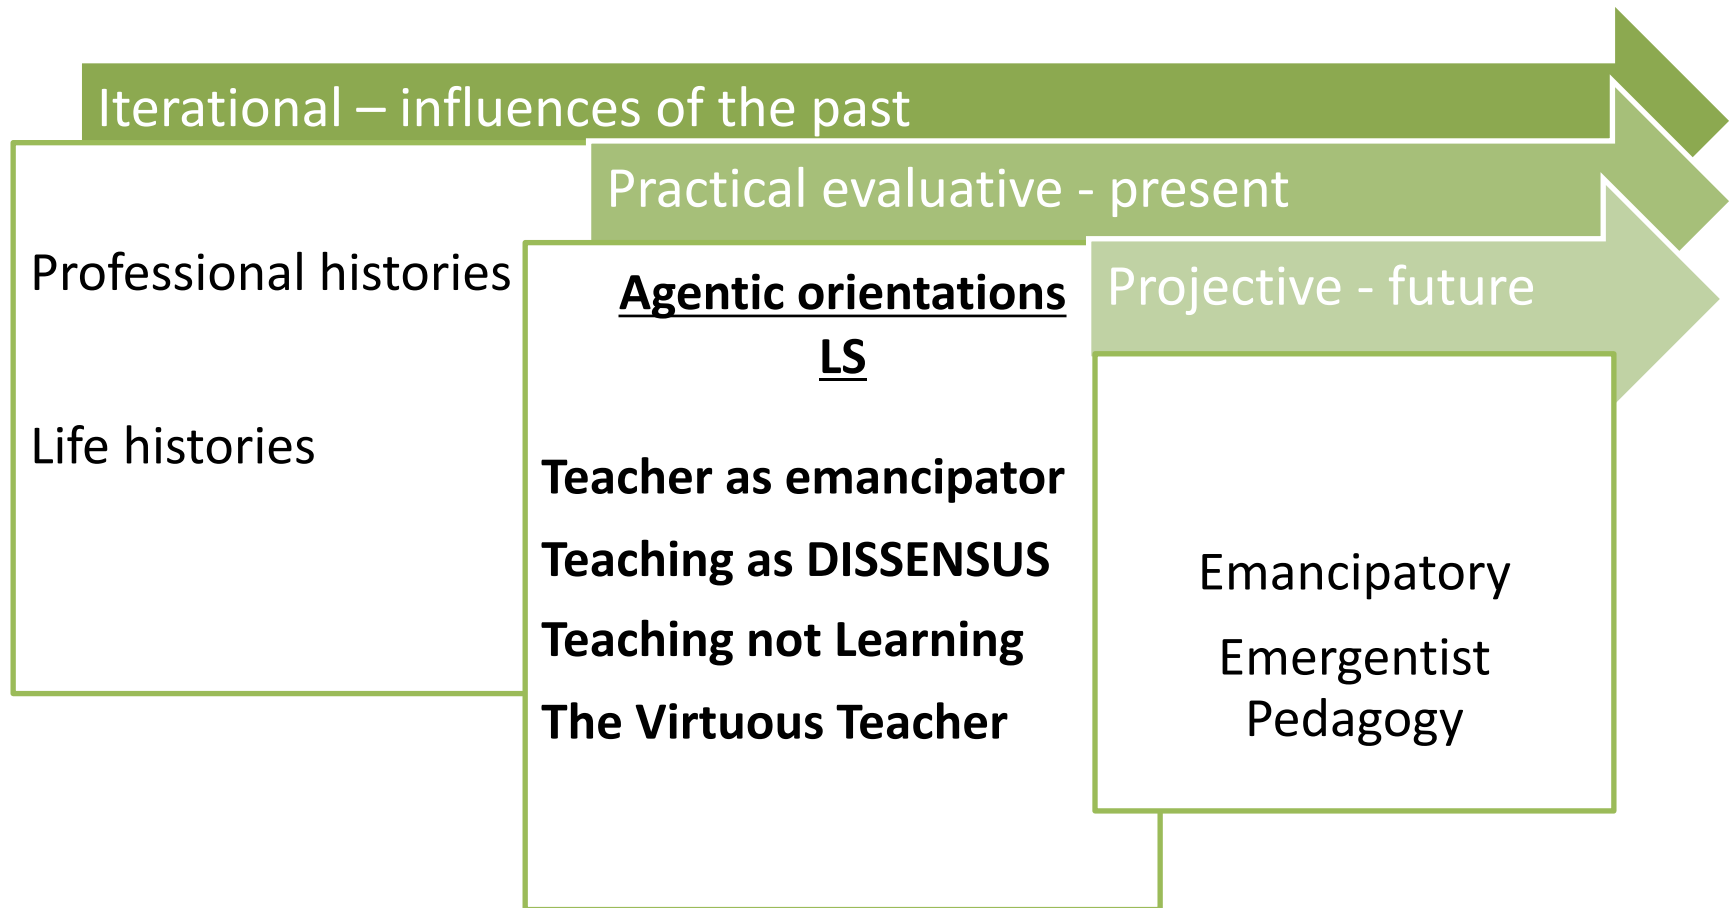 Iterational – influences of the past
Professional histories
Life histories
Practical evaluative - present
Agentic orientations
LS
Teacher as emancipator
Teaching as DISSENSUS
Teaching not Learning
The Virtuous Teacher
Projective - future
Emancipatory
Emergentist
Pedagogy